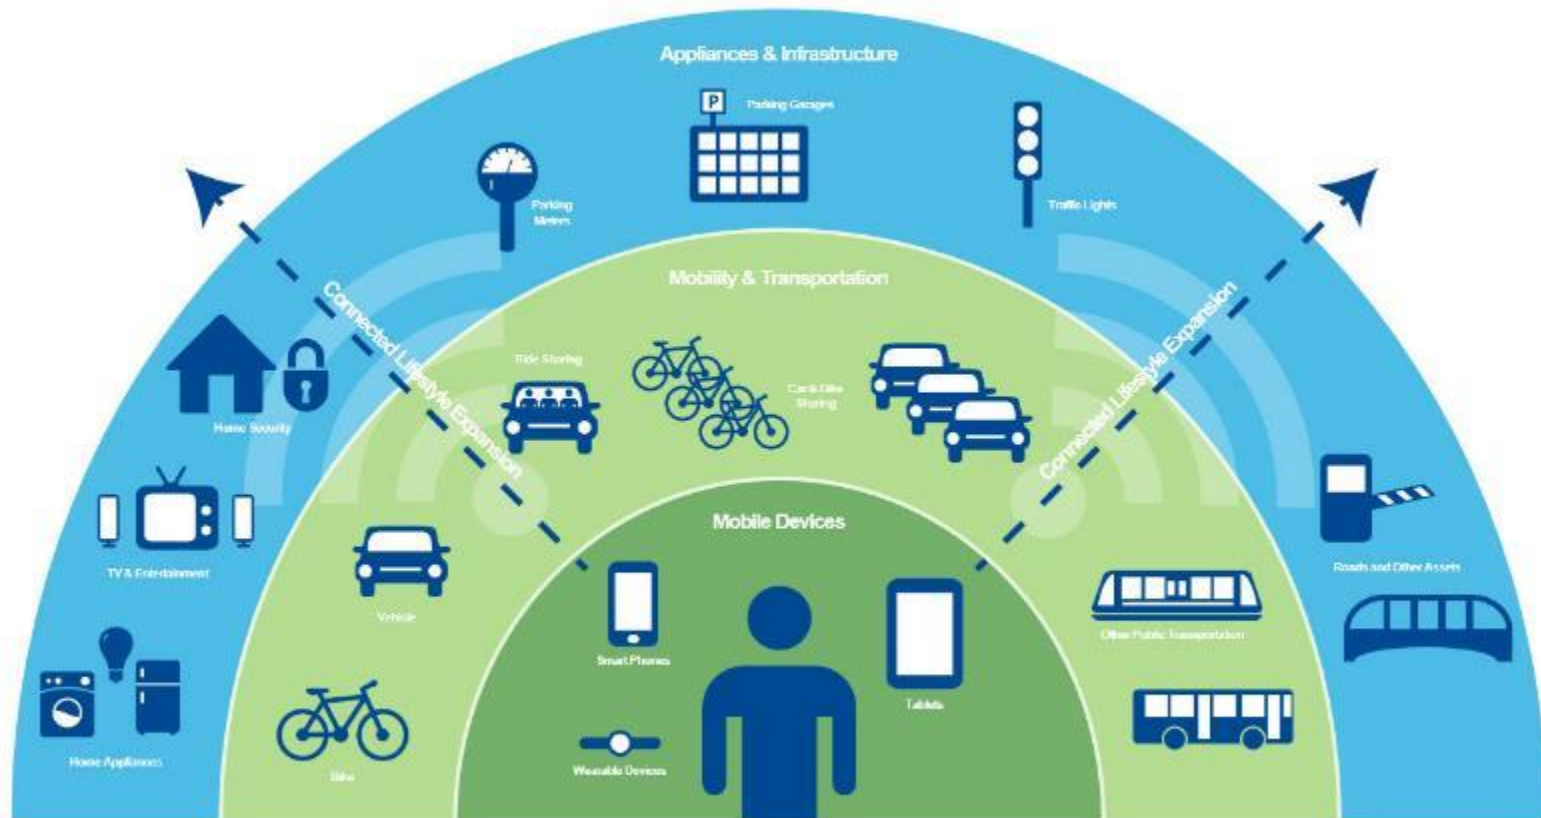 Appliances & Infrastructure
P
Parking Garages
Parking
Meters
Traffic Lights
Connected Lifestyle Expansion
Connected Lifestyle Expansion
Mobility & Transportation
Ride Sharing
Car & Bike
Sharing
Home Security
TV & Entertainment
Roads and Other Assets
Mobile Devices
Vehicle
Smart Phones
Other Public Transportation
Tablets
Home Appliances
Bike
Wearable Devices